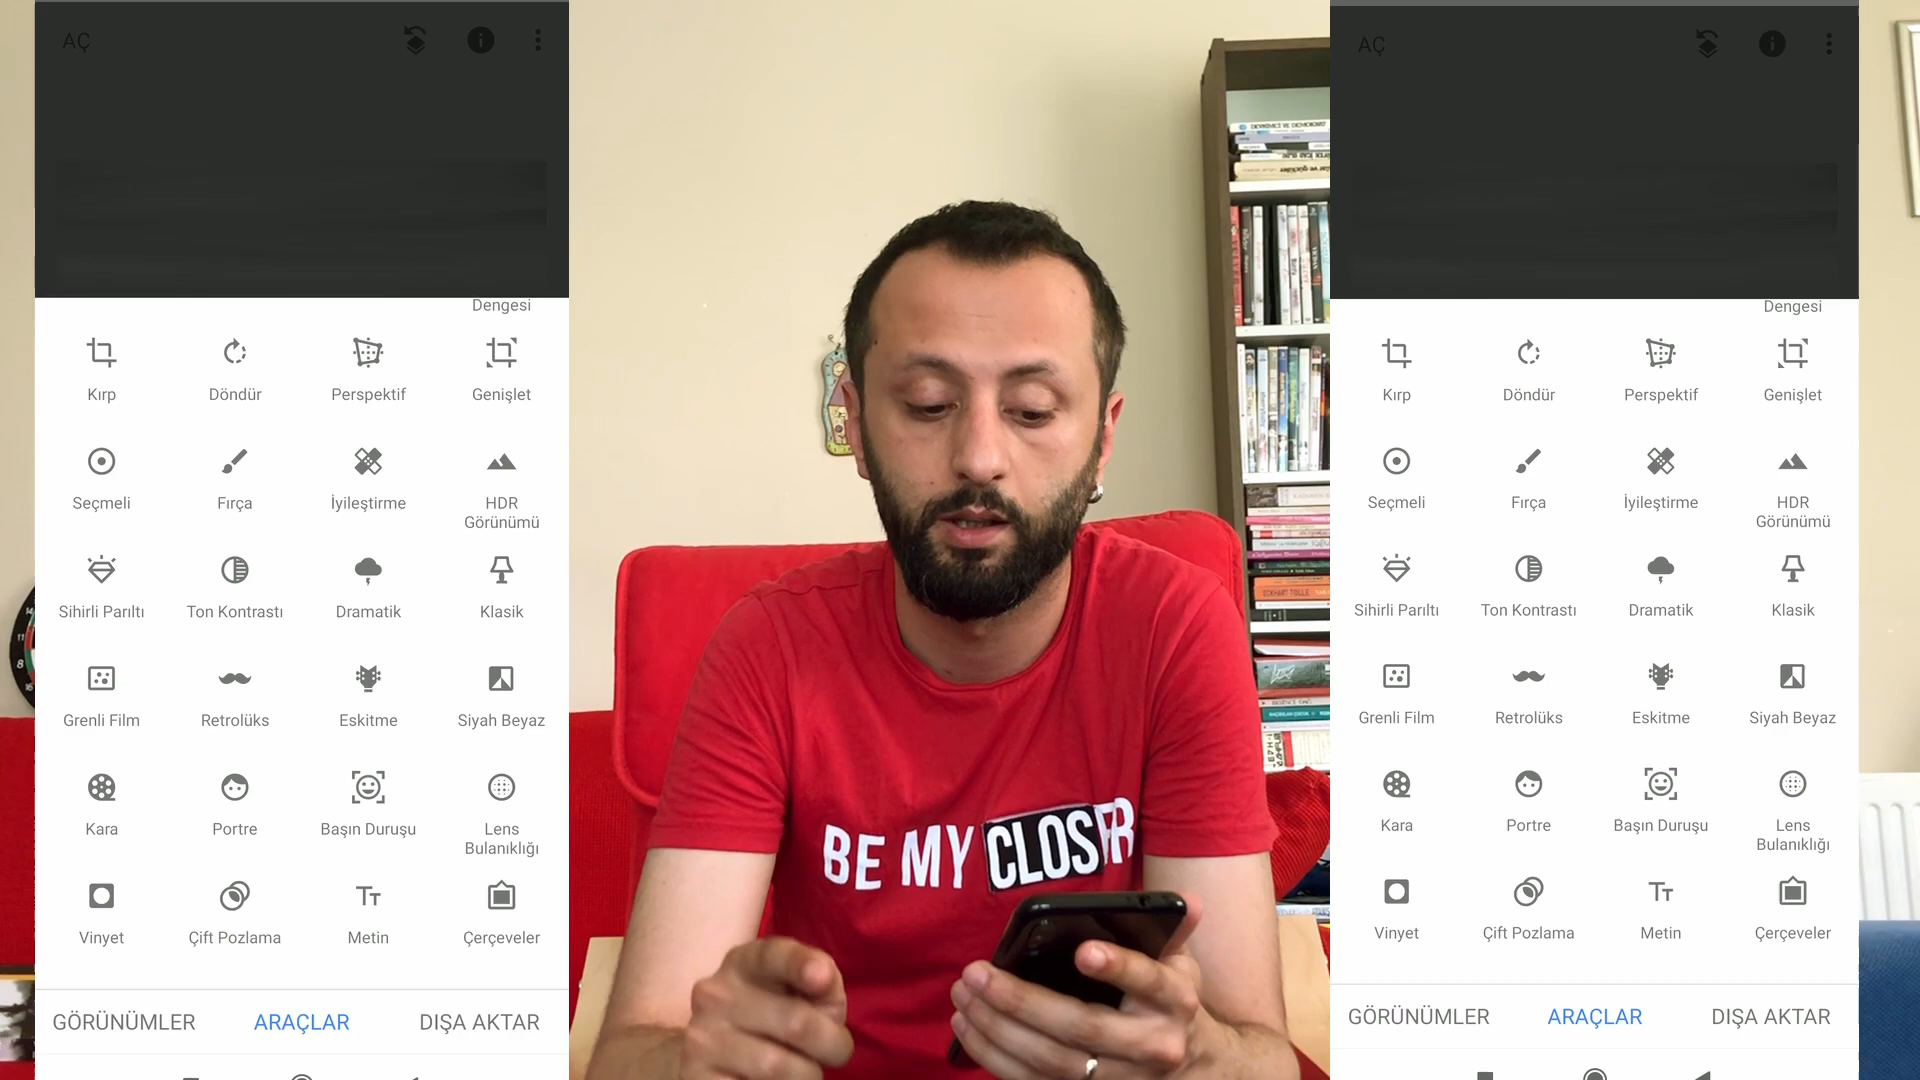 AÇ
Dengesi
Kırp
Döndür
Perspektif
Genişlet
Seçmeli
Fırça
İyileştirme
HDR
Görünümü
Sihirli Parıltı
Ton Kontrastı
Dramatik
Klasik
Grenli Film
Retrolüks
Eskitme
Siyah Beyaz
Kara
Portre
Başın Duruşu
Lens
Bulanıklığı
Vinyet
Çift Pozlama
Metin
Tт
Çerçeveler
GÖRÜNÜMLER
ARAÇLAR
DIŞA AKTAR
BE MY CLOSER
ECKHART TOLLE
AÇ
Dengesi
Kırp
Döndür
Perspektif
Genişlet
Seçmeli
Fırça
İyileştirme
HDR
Görünümü
Sihirli Parıltı
Ton Kontrastı
Dramatik
Klasik
Grenli Film
Retrolüks
Eskitme
Siyah Beyaz
Kara
Portre
Başın Duruşu
Lens
Bulanıklığı
Vinyet
Çift Pozlama
Metin
Çerçeveler
GÖRÜNÜMLER
ARAÇLAR
DIŞA AKTAR